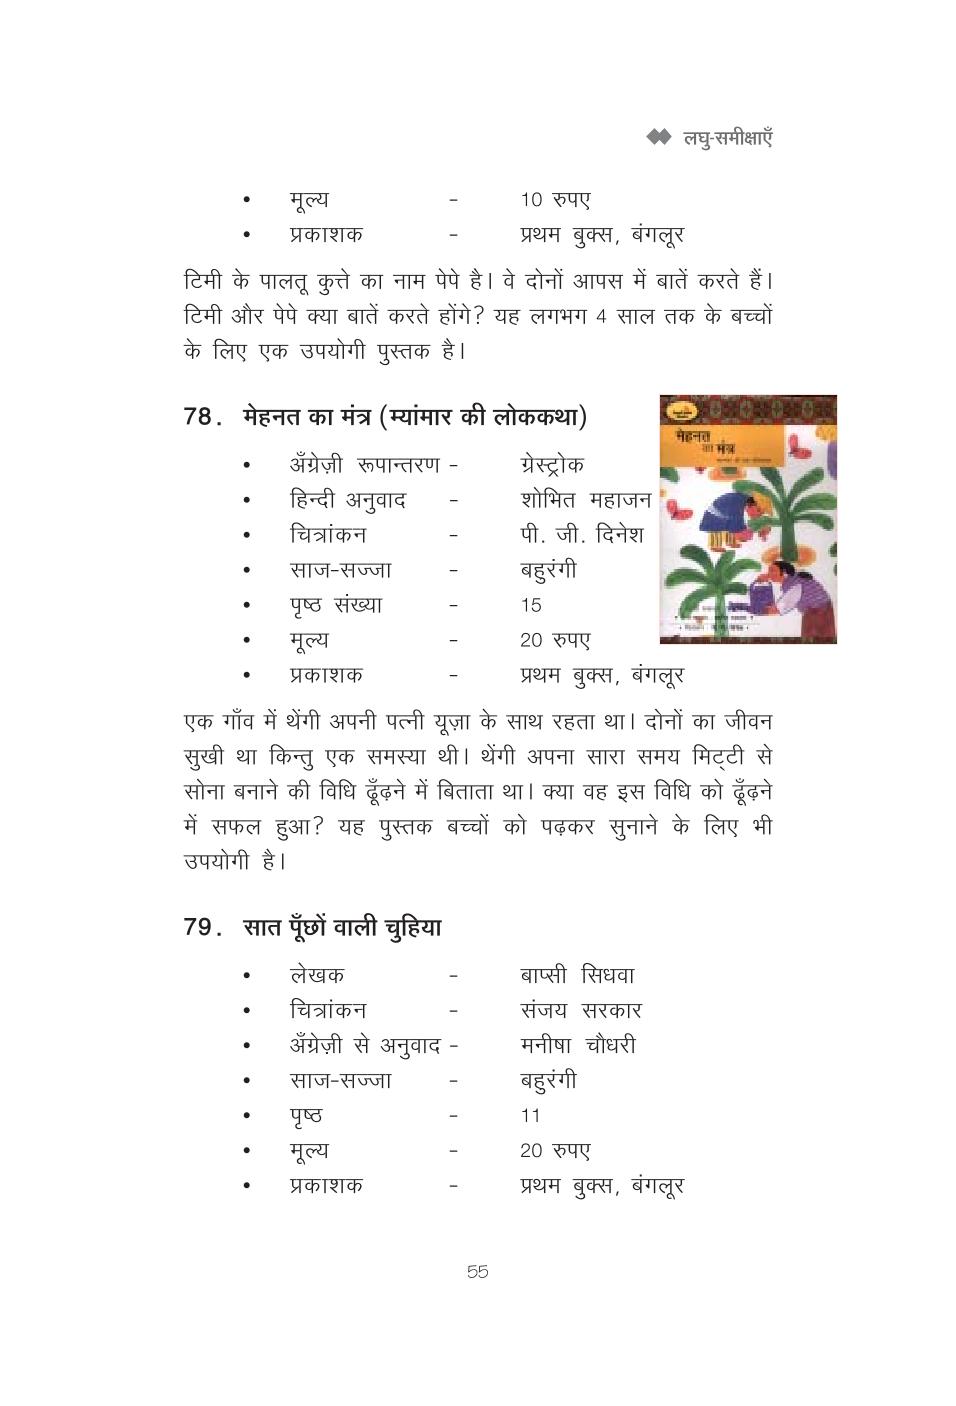 लघु-समीक्षाएँ
• मूल्य - 10 रुपए
• प्रकाशक - प्रथम बुक्स, बंगलूर
टिमी के पालतू कुत्ते का नाम पेपे है। वे दोनों आपस में बातें करते हैं।
टिमी और पेपे क्या बातें करते होंगे? यह लगभग 4 साल तक के बच्चों
के लिए एक उपयोगी पुस्तक है।
78. मेहनत का मंत्र (म्यांमार की लोककथा)
• अँग्रेज़ी रूपान्तरण - ग्रेस्ट्रोक
• हिन्दी अनुवाद - शोभित महाजन
• चित्रांकन - पी. जी. दिनेश
• साज-सज्जा - बहुरंगी
• पृष्ठ संख्या - 15
• मूल्य - 20 रुपए
• प्रकाशक - प्रथम बुक्स, बंगलूर
मेहनत
का मंत्र
एक गाँव में थेंगी अपनी पत्नी यूज़ा के साथ रहता था। दोनों का जीवन
सुखी था किन्तु एक समस्या थी। थेंगी अपना सारा समय मिट्टी से
सोना बनाने की विधि ढूँढ़ने में बिताता था। क्या वह इस विधि को ढूँढ़ने
में सफल हुआ? यह पुस्तक बच्चों को पढ़कर सुनाने के लिए भी
उपयोगी है।
79. सात पूँछों वाली चुहिया
• लेखक - बाप्सी सिधवा
• चित्रांकन - संजय सरकार
• अँग्रेज़ी से अनुवाद - मनीषा चौधरी
• साज-सज्जा - बहुरंगी
• पृष्ठ - 11
• मूल्य - 20 रुपए
• प्रकाशक - प्रथम बुक्स, बंगलूर
55